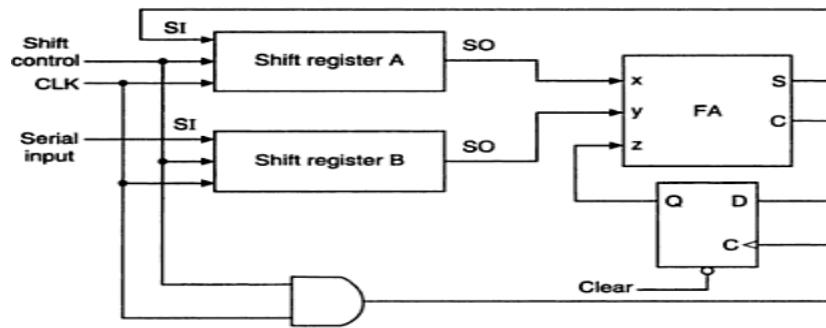 SI
Shift
control
CLK
Shift register A
SO
x
y
z
FA
S
C
Serial
input
SI
Shift register B
SO
Q
D
C
Clear